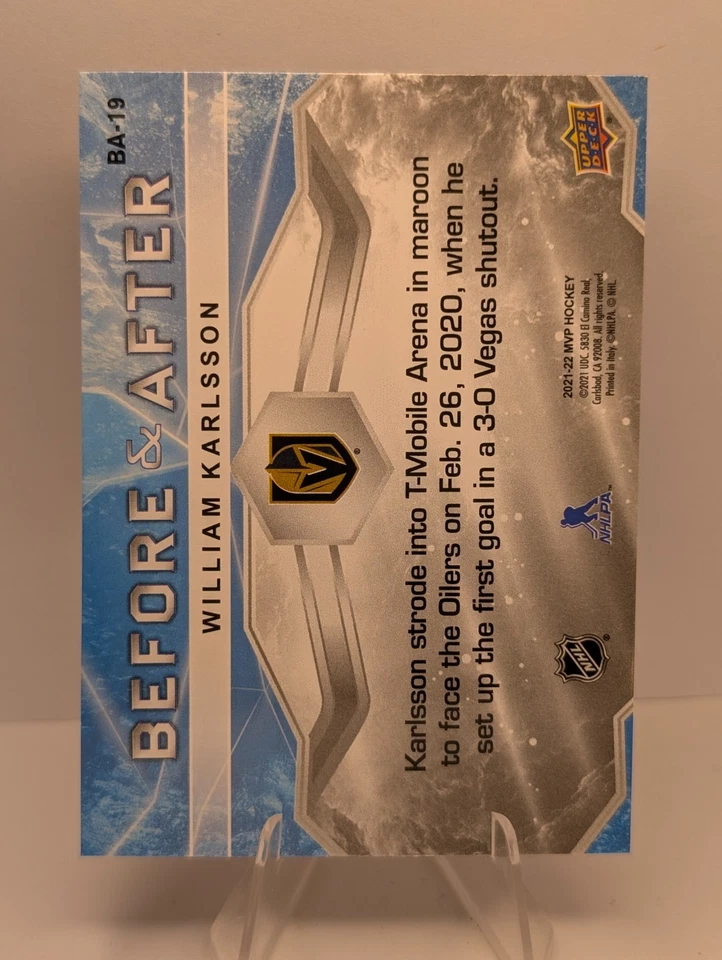 BA-19
BEFORE & AFTER
WILLIAM KARLSSON
Karlsson strode into T-Mobile Arena in maroon
to face the Oilers on Feb. 26, 2020, when he
set up the first goal in a 3-0 Vegas shutout.
NHL
NHLPA
2021-22 MVP HOCKEY
©2021 UDC. 5830 El Camino Real,
Carlsbad, CA 92008. All rights reserved.
Printed in Italy. ©NHLPA. © NHL.
UPPER
D·E·C·K